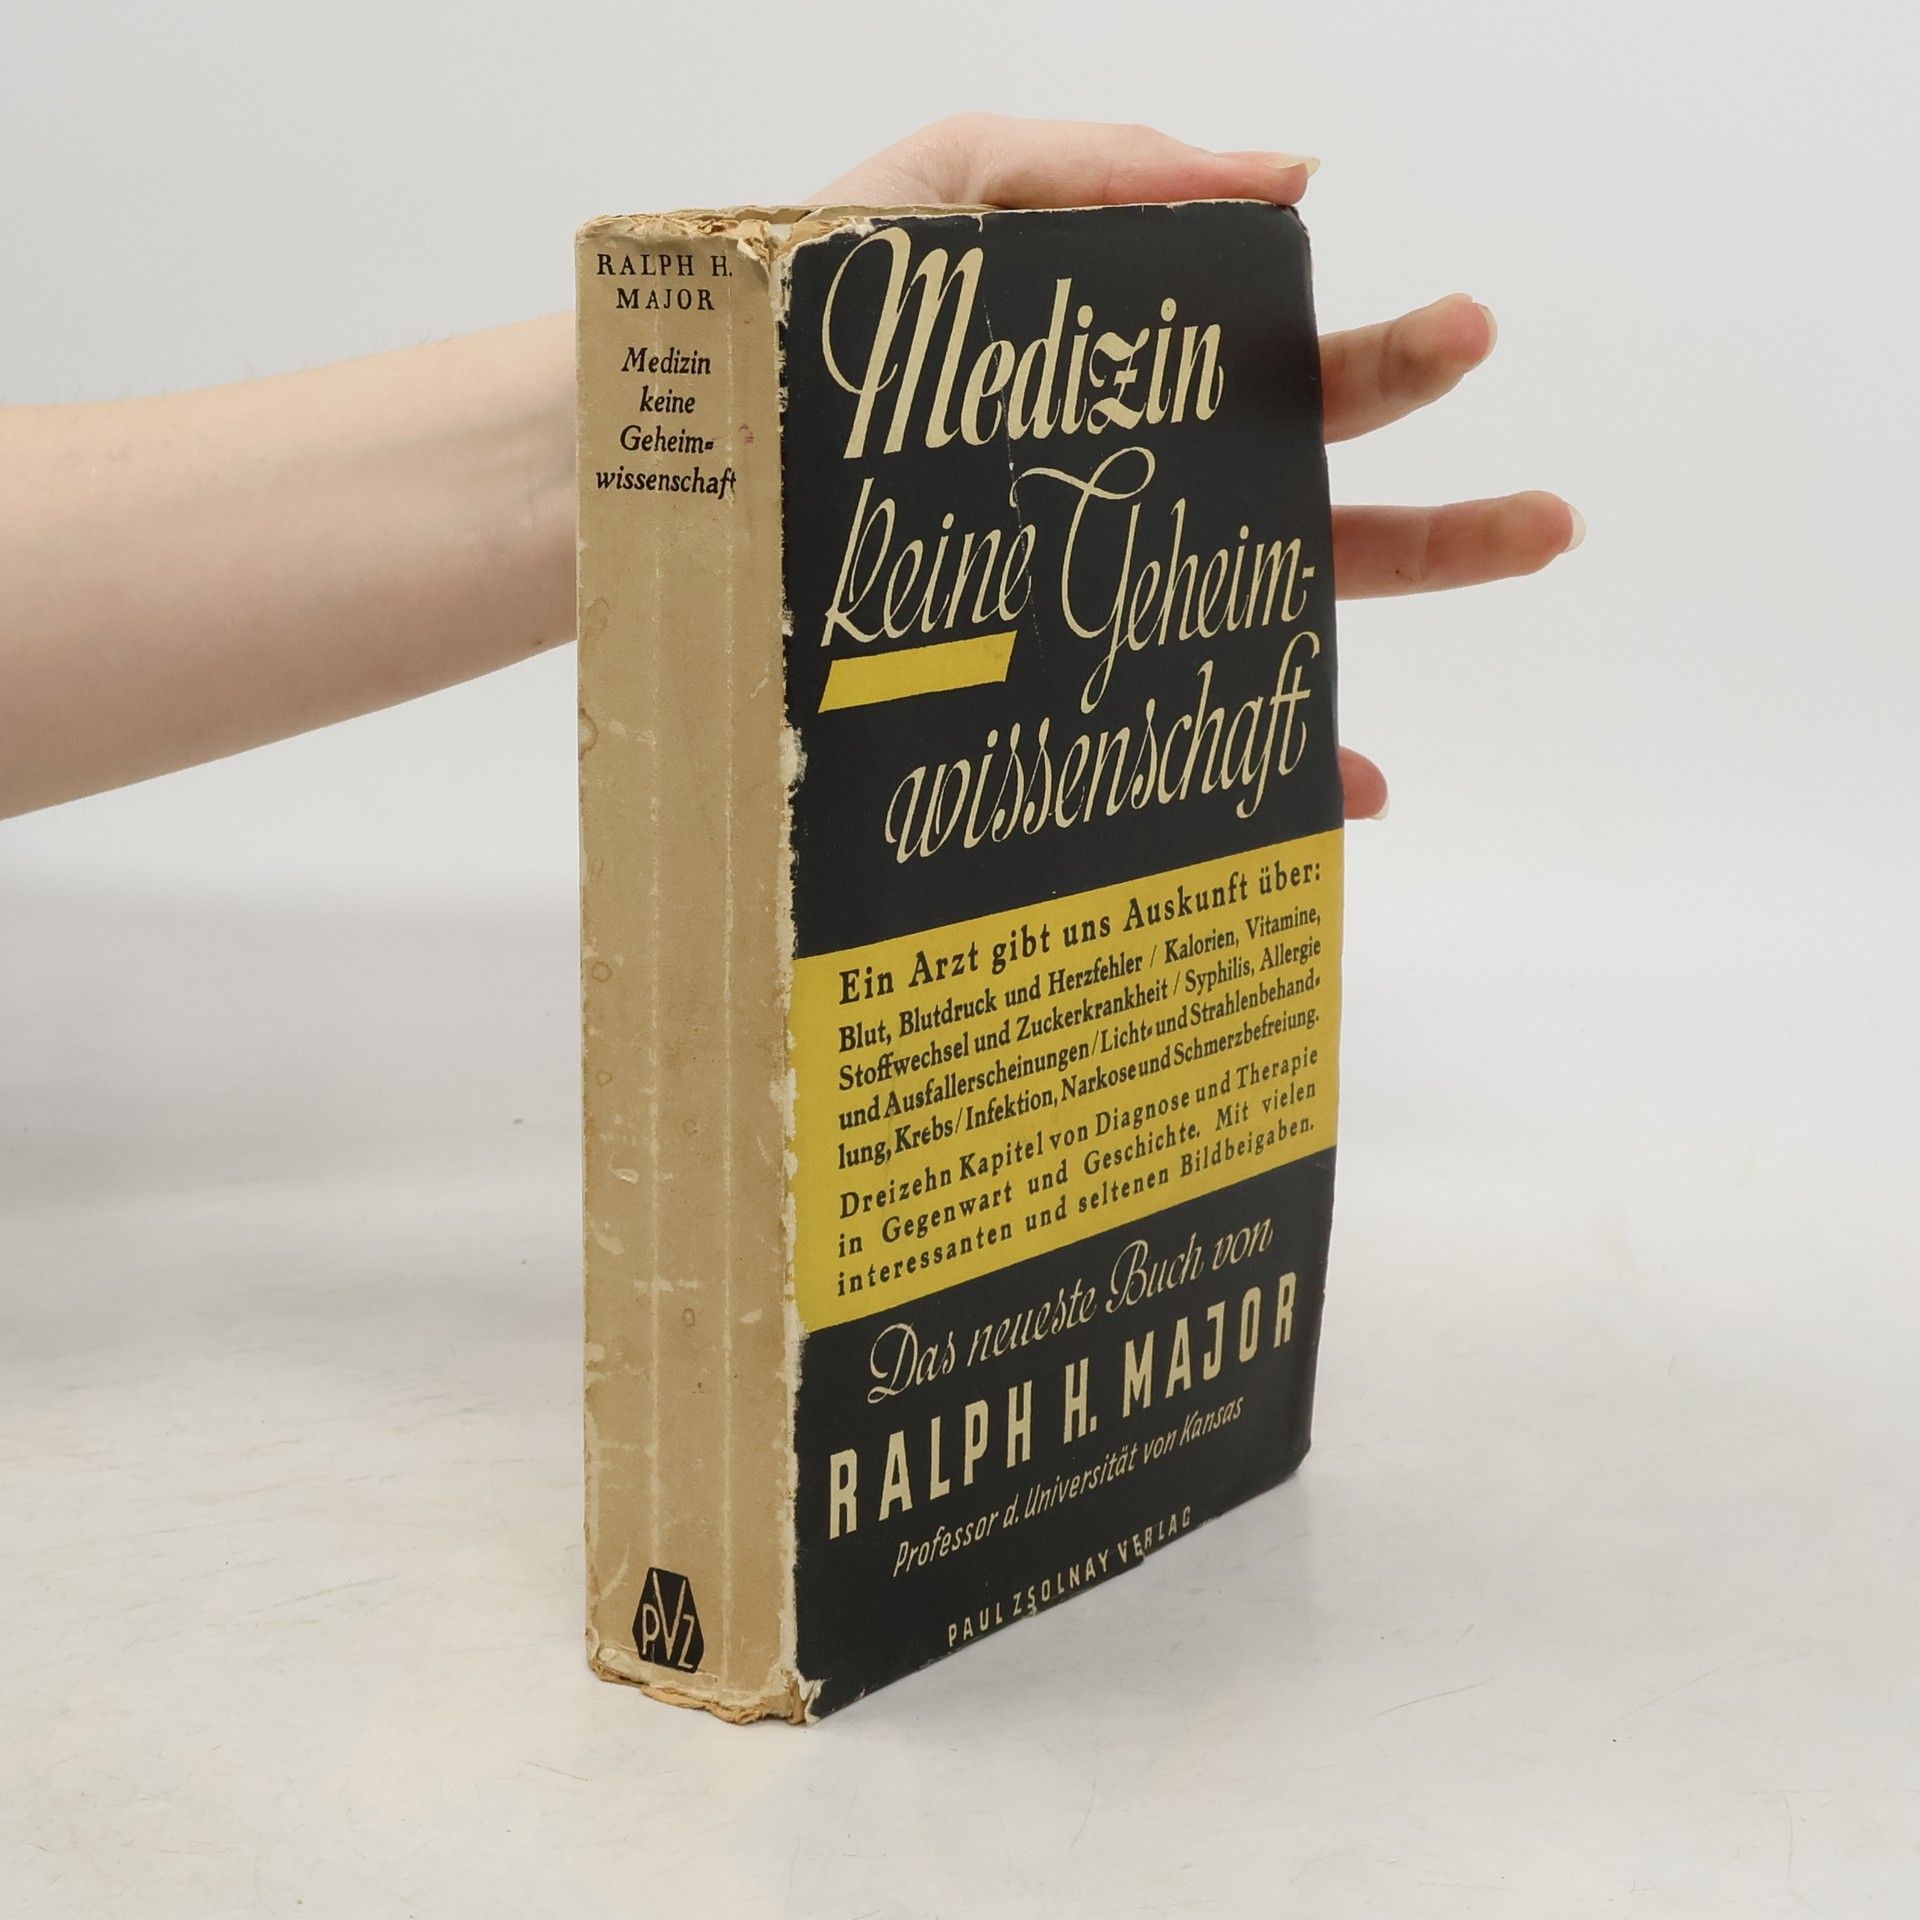 RALPH H.
MAJOR
Medizin
keine
Geheim=
wissenschaft
PVZ
Medizin
keine Geheim-
wissenschaft
Ein Arzt gibt uns Auskunft über:
Blut, Blutdruck und Herzfehler / Kalorien, Vitamine,
Stoffwechsel und Zuckerkrankheit / Syphilis, Allergie
und Ausfallerscheinungen / Licht= und Strahlenbehand=
lung, Krebs / Infektion, Narkose und Schmerzbefreiung.
Dreizehn Kapitel von Diagnose und Therapie
in Gegenwart und Geschichte. Mit vielen
interessanten und seltenen Bildbeigaben.
Das neueste Buch von
RALPH H. MAJOR
Professor d. Universität von Kansas
PAUL ZSOLNAY VERLAG